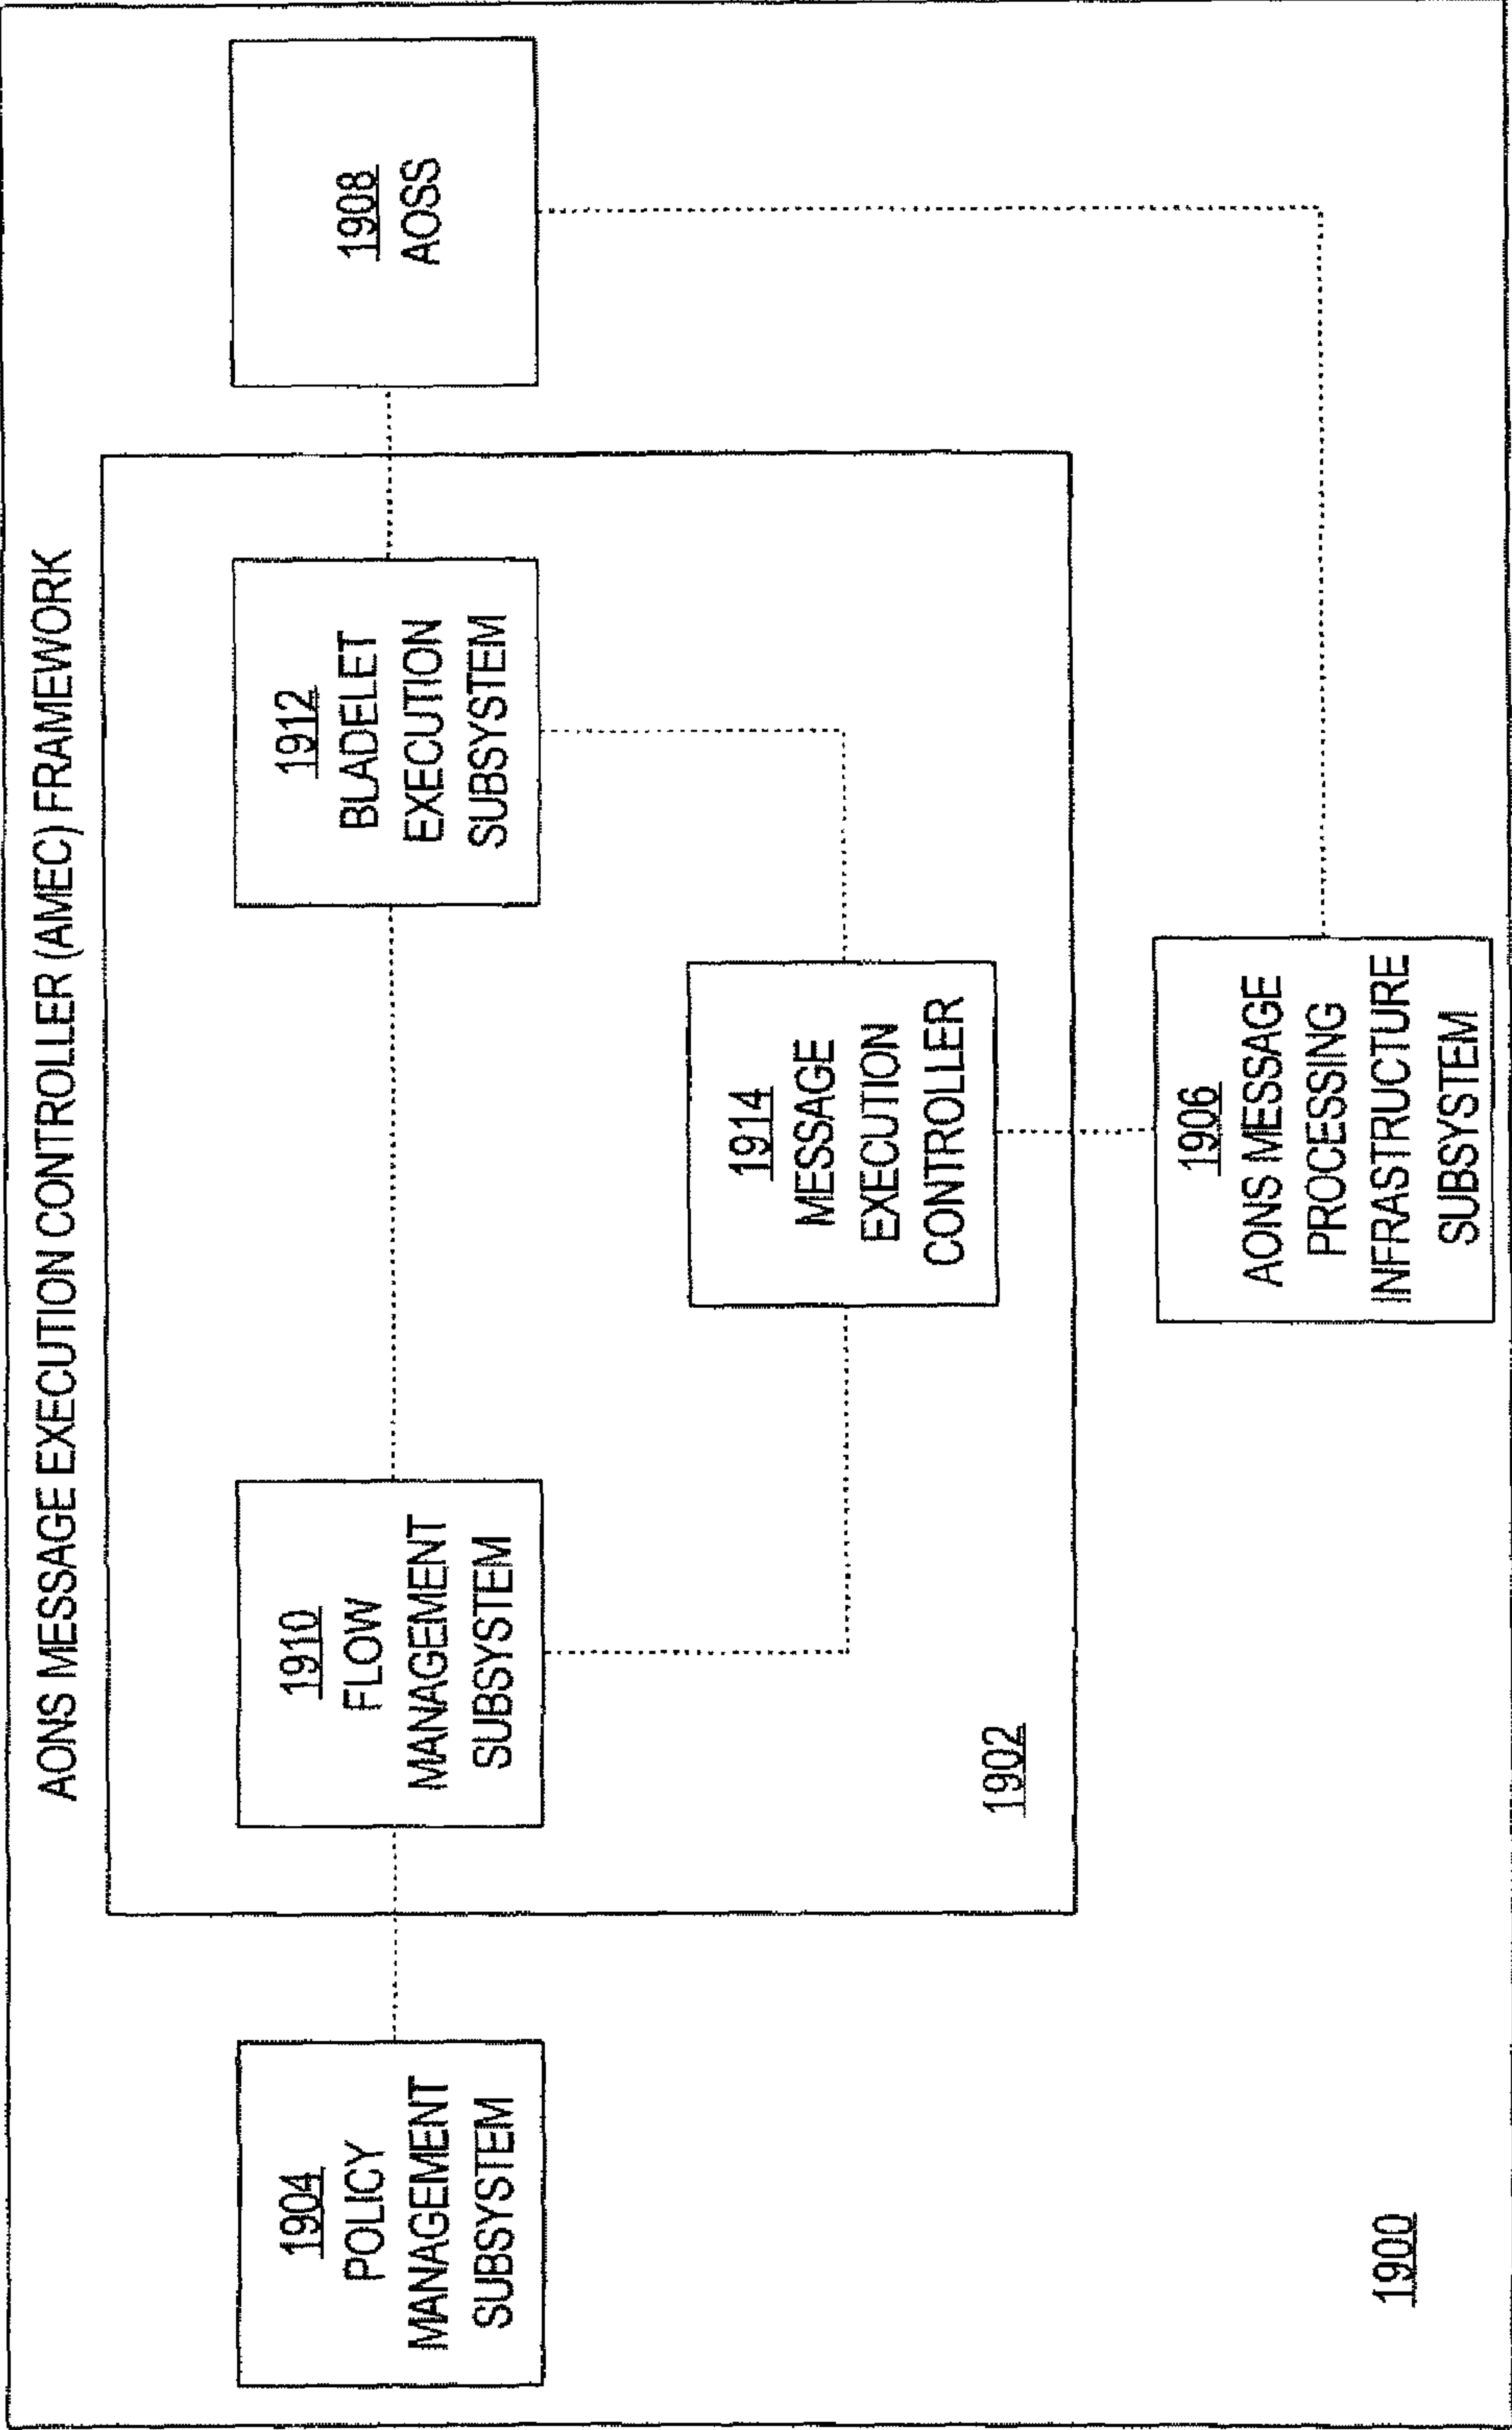 AONS MESSAGE EXECUTION CONTROLLER (AMEC) FRAMEWORK
1904
POLICY
MANAGEMENT
SUBSYSTEM
1910
FLOW
MANAGEMENT
SUBSYSTEM
1912
BLADELET
EXECUTION
SUBSYSTEM
1908
AOSS
1914
MESSAGE
EXECUTION
CONTROLLER
1902
1906
AONS MESSAGE
PROCESSING
INFRASTRUCTURE
SUBSYSTEM
1900